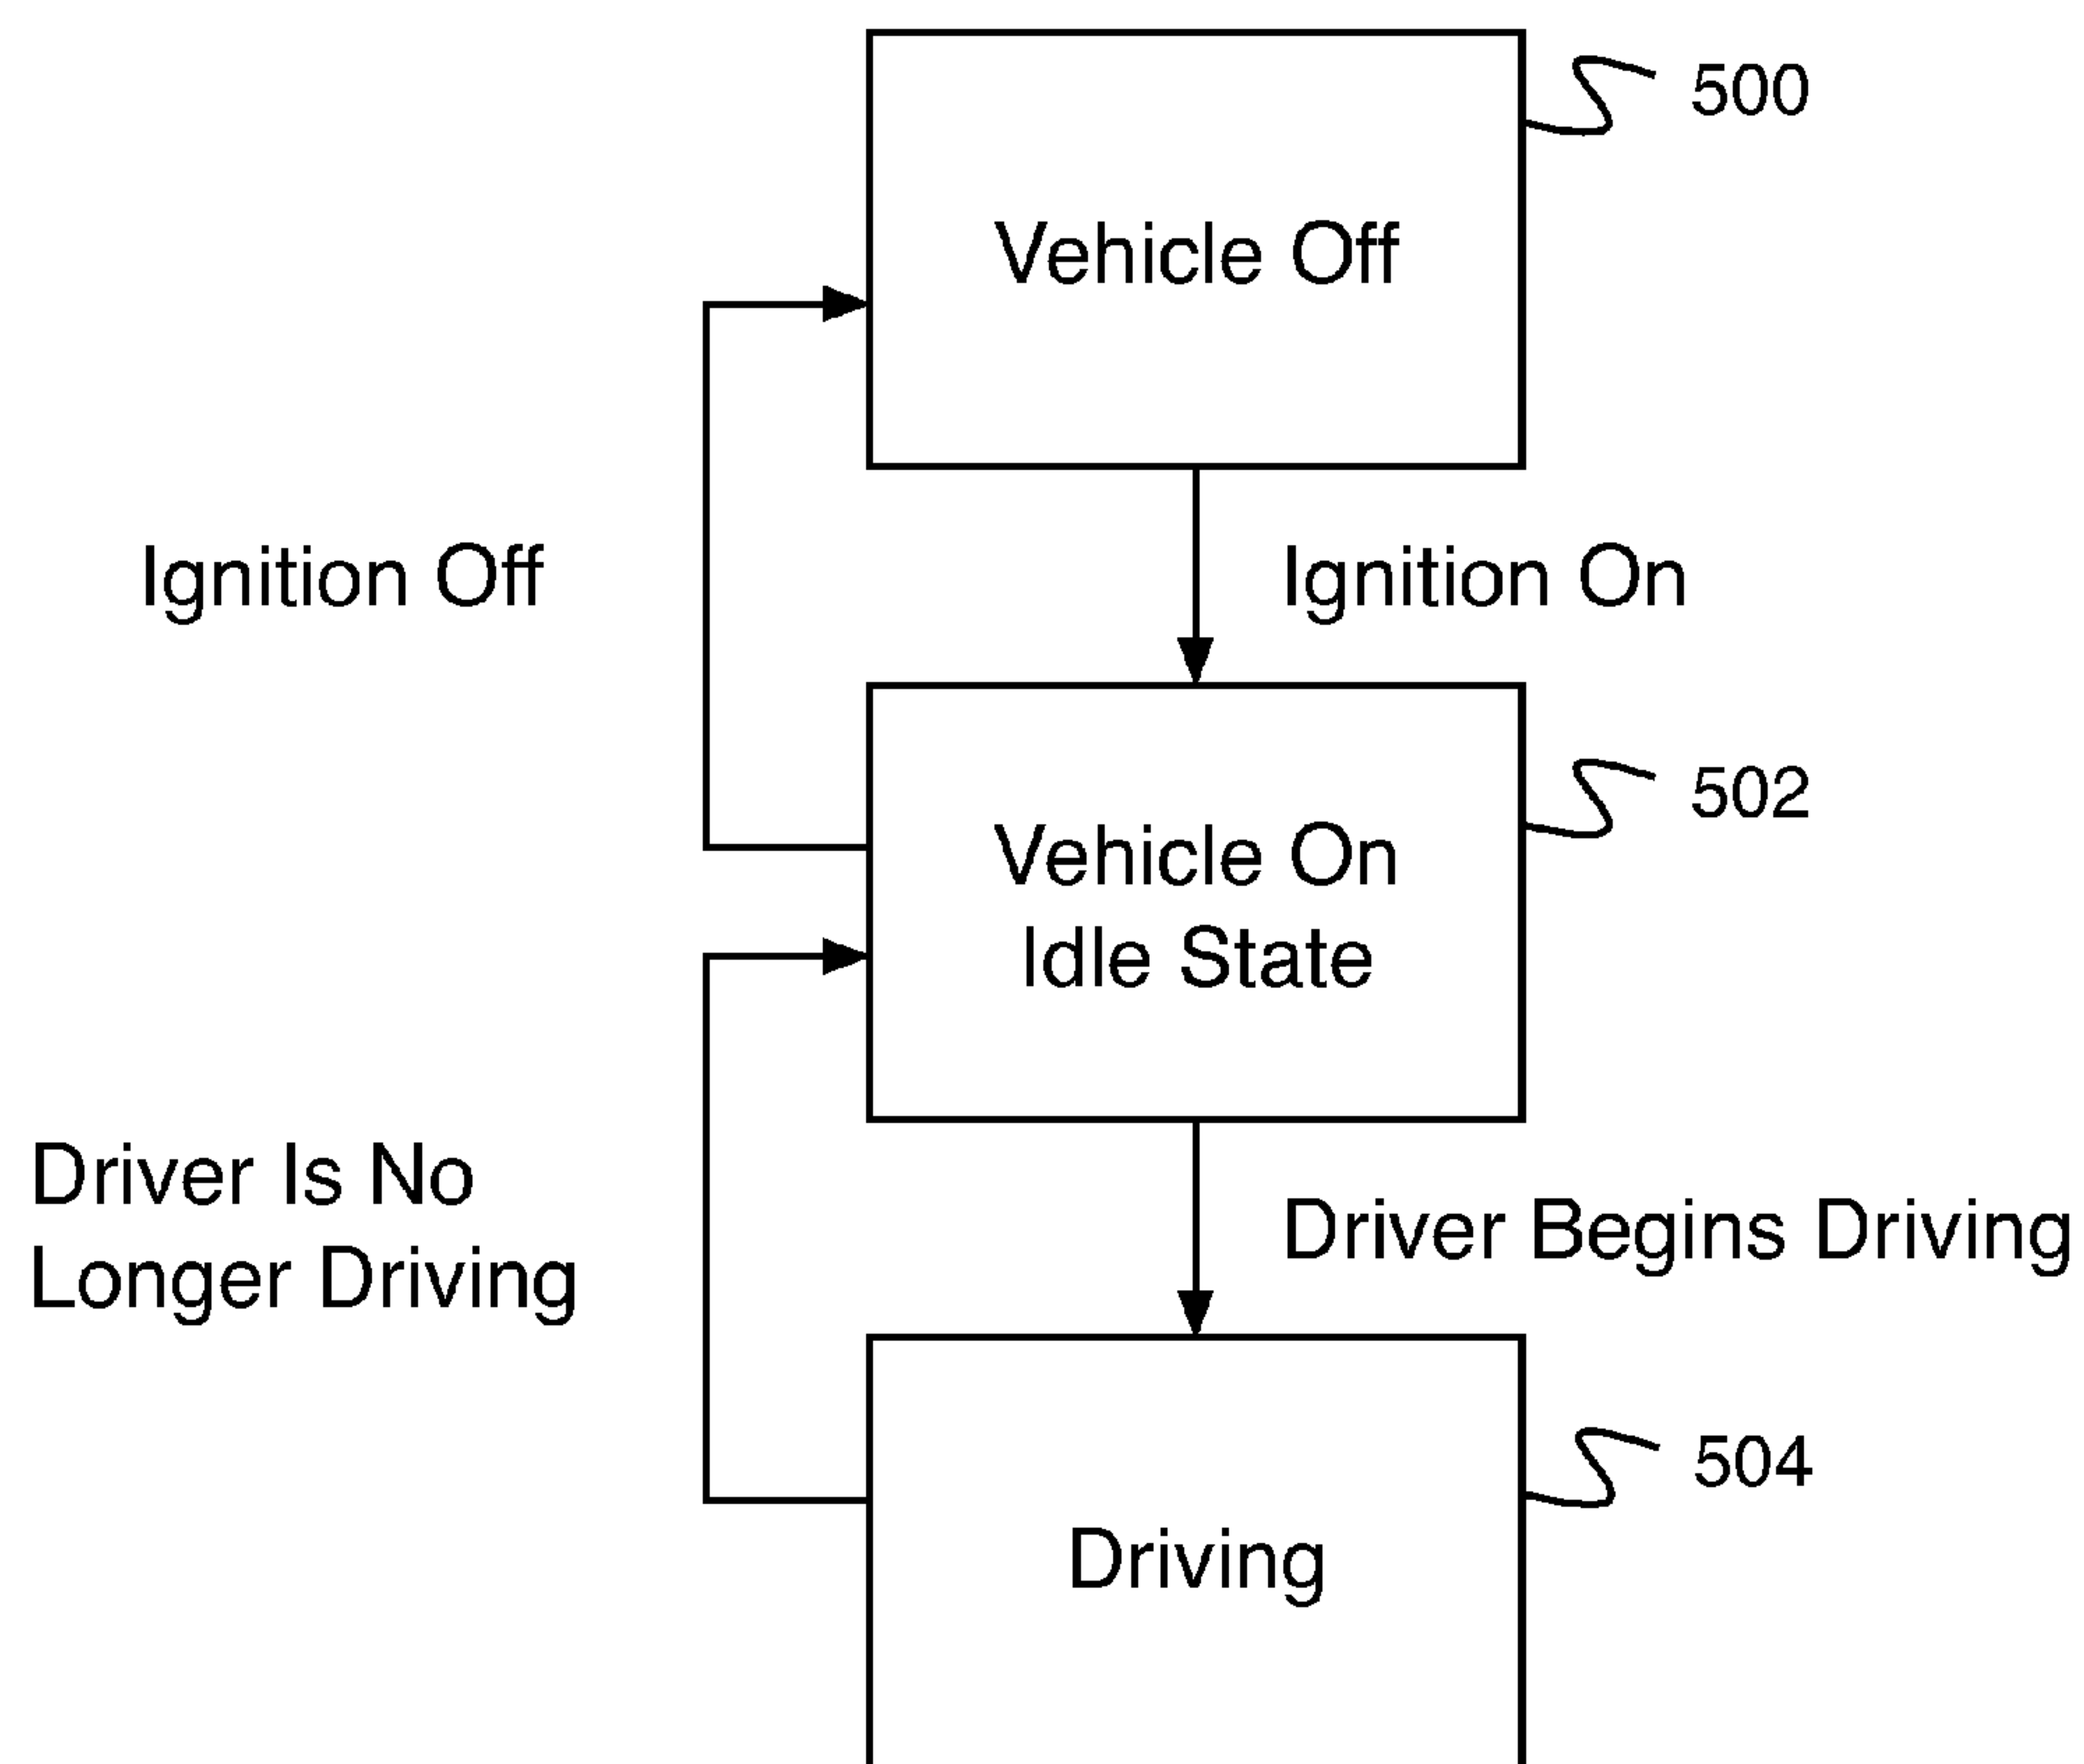 500
Vehicle Off
Ignition Off
Ignition On
502
Vehicle On
Idle State
Driver Is No
Longer Driving
Driver Begins Driving
504
Driving